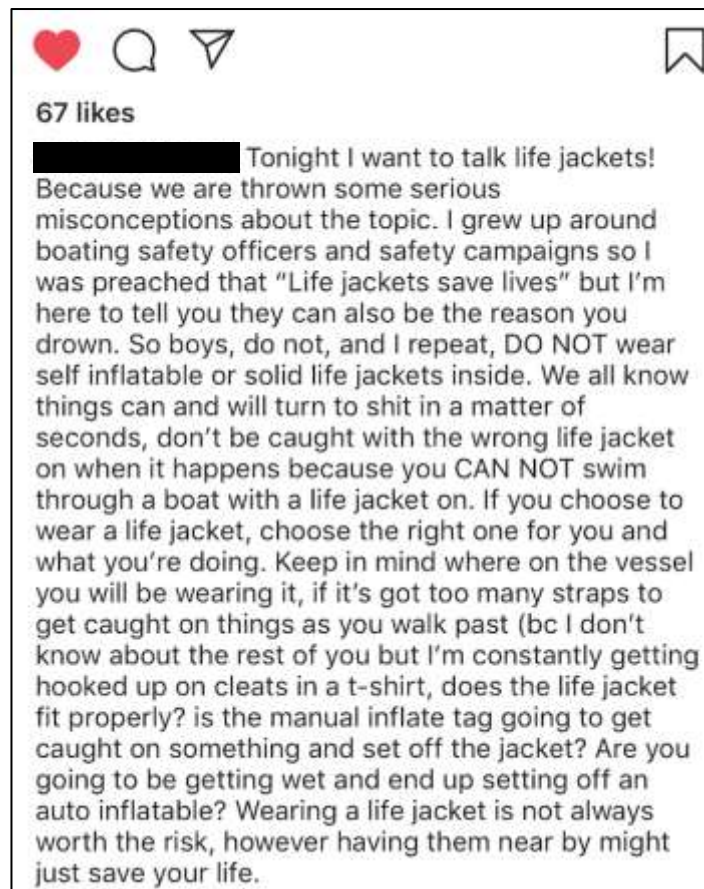 67 likes
Tonight I want to talk life jackets!
Because we are thrown some serious
misconceptions about the topic. I grew up around
boating safety officers and safety campaigns so I
was preached that “Life jackets save lives” but I’m
here to tell you they can also be the reason you
drown. So boys, do not, and I repeat, DO NOT wear
self inflatable or solid life jackets inside. We all know
things can and will turn to shit in a matter of
seconds, don’t be caught with the wrong life jacket
on when it happens because you CAN NOT swim
through a boat with a life jacket on. If you choose to
wear a life jacket, choose the right one for you and
what you’re doing. Keep in mind where on the vessel
you will be wearing it, if it’s got too many straps to
get caught on things as you walk past (bc I don’t
know about the rest of you but I’m constantly getting
hooked up on cleats in a t-shirt, does the life jacket
fit properly? is the manual inflate tag going to get
caught on something and set off the jacket? Are you
going to be getting wet and end up setting off an
auto inflatable? Wearing a life jacket is not always
worth the risk, however having them near by might
just save your life.